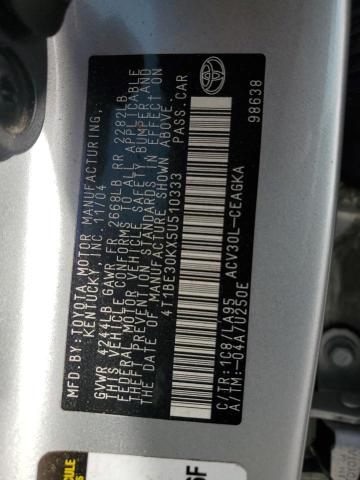 MFD. BY: TOYOTA MOTOR MANUFACTURING,
KENTUCKY, INC. 11/04
GVWR 4244LB GAWR FR 2668LB RR 2282LB
THIS VEHICLE CONFORMS TO ALL APPLICABLE
FEDERAL MOTOR VEHICLE SAFETY, BUMPER AND
THEFT PREVENTION STANDARDS IN EFFECT ON
THE DATE OF MANUFACTURE SHOWN ABOVE.
4T1BE30KX5U510333 PASS.CAR
C/TR:1C8/LA95 ACV30L-CEAGKA
A/TM:-04A/U250E
98638